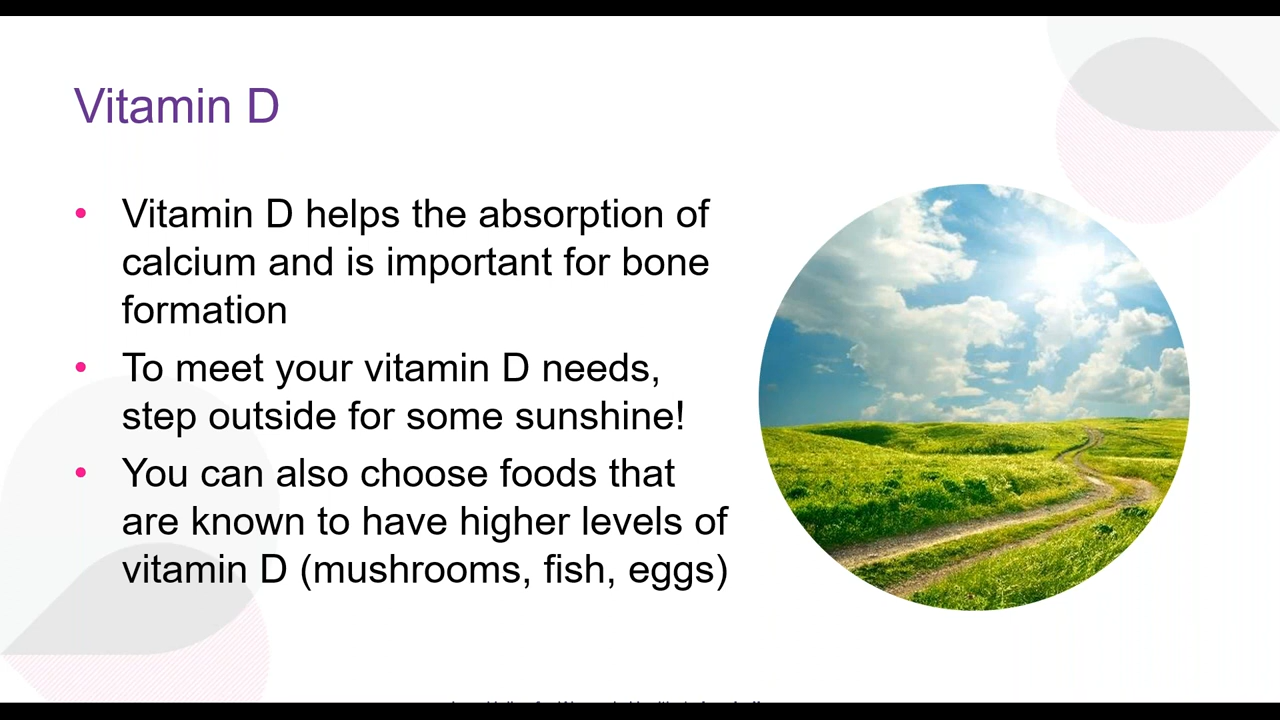 Vitamin D
• Vitamin D helps the absorption of
calcium and is important for bone
formation
• To meet your vitamin D needs,
step outside for some sunshine!
• You can also choose foods that
are known to have higher levels of
vitamin D (mushrooms, fish, eggs)